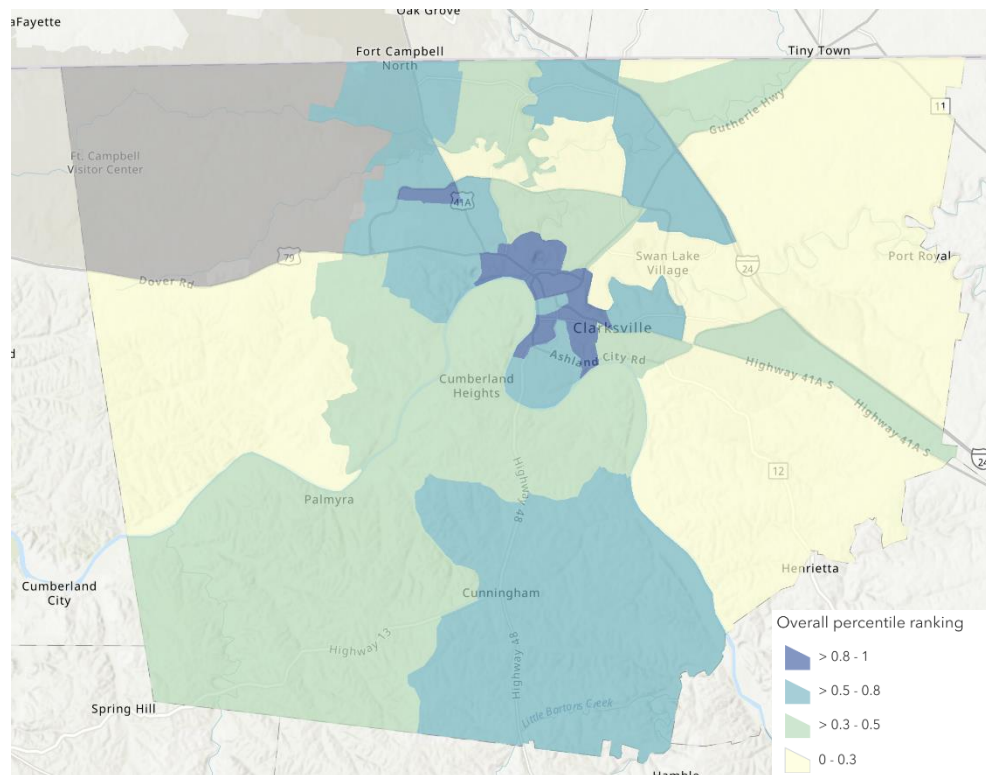 aFayette
Oak Grove
Fort Campbell
North
Tiny Town
11
Gutherie Hwy
Ft. Campbell
Visitor Center
41A
79
Dover Rd
Swan Lake
Village
24
Port Royal
d
Clarksville
Ashland City Rd
Cumberland
Heights
Highway 41A S
Highway 41A S
24
12
Highway 48
Palmyra
Cumberland
City
Cunningham
Henrietta
Highway 13
Highway 48
Little Bartons Creek
Spring Hill
Hamble
Overall percentile ranking
> 0.8 - 1
> 0.5 - 0.8
> 0.3 - 0.5
0 - 0.3